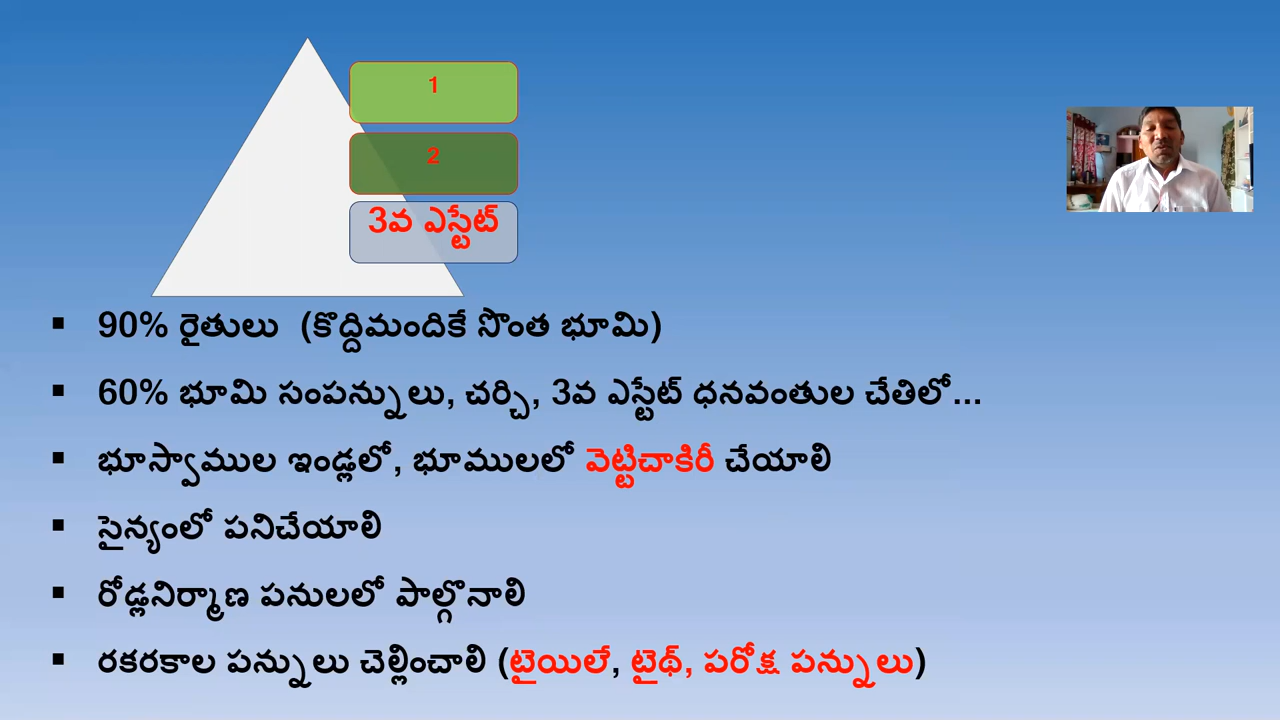 1
2
3వ ఎస్టేట్
▪ 90% రైతులు (కొద్దిమందికే సొంత భూమి)
▪ 60% భూమి సంపన్నులు, చర్చి, 3వ ఎస్టేట్ ధనవంతుల చేతిలో...
▪ భూస్వాముల ఇండ్లలో, భూములలో వెట్టిచాకిరీ చేయాలి
▪ సైన్యంలో పనిచేయాలి
▪ రోడ్లనిర్మాణ పనులలో పాల్గొనాలి
▪ రకరకాల పన్నులు చెల్లించాలి (టైయిలే, టైథ్, పరోక్ష పన్నులు)